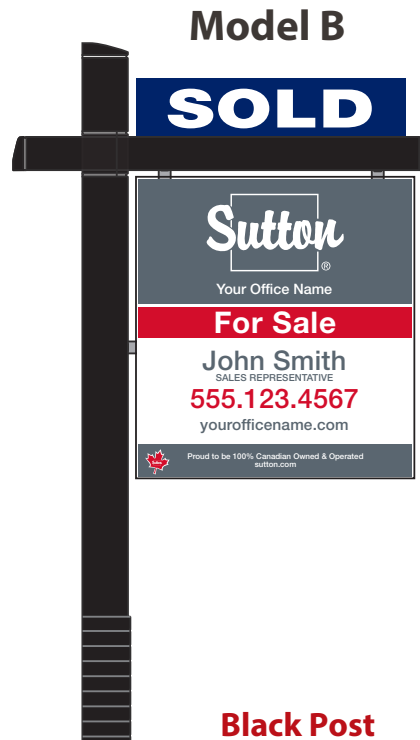 Model B
SOLD
Sutton
®
Your Office Name
For Sale
John Smith
SALES REPRESENTATIVE
555.123.4567
yourofficename.com
Proud to be 100% Canadian Owned & Operated
sutton.com
Black Post